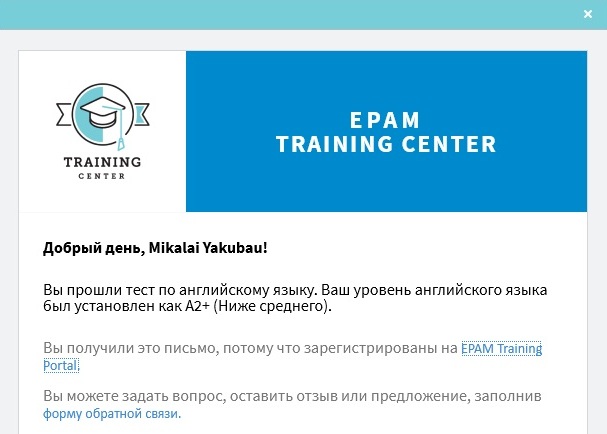 TRAINING
CENTER
EPAM
TRAINING CENTER
Добрый день, Mikalai Yakubau!
Вы прошли тест по английскому языку. Ваш уровень английского языка
был установлен как A2+ (Ниже среднего).
Вы получили это письмо, потому что зарегистрированы на EPAM Training
Portal.
Вы можете задать вопрос, оставить отзыв или предложение, заполнив
форму обратной связи.